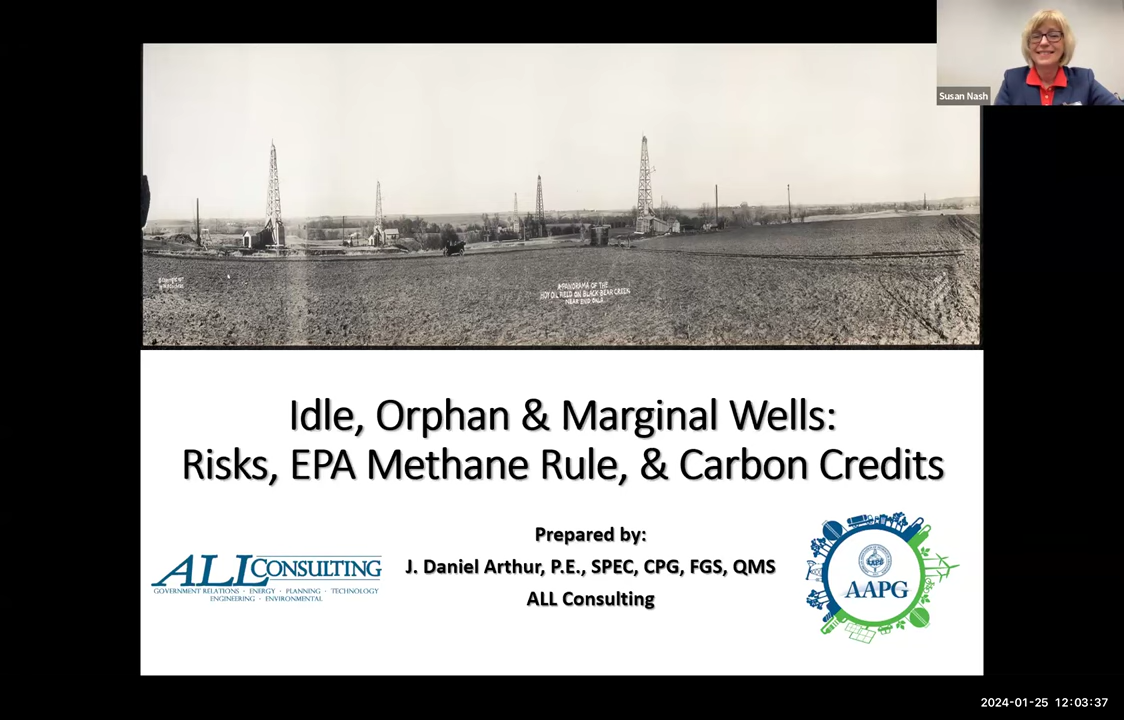 Susan Nash
A PANORAMA OF THE
HOY OIL FIELD ON BLACK BEAR CREEK
NEAR ENID OKLA.
Idle, Orphan & Marginal Wells:
Risks, EPA Methane Rule, & Carbon Credits
Prepared by:
J. Daniel Arthur, P.E., SPEC, CPG, FGS, QMS
ALL Consulting
ALL CONSULTING
GOVERNMENT RELATIONS · ENERGY · PLANNING · TECHNOLOGY
ENGINEERING · ENVIRONMENTAL
AAPG
2024-01-25 12:03:37